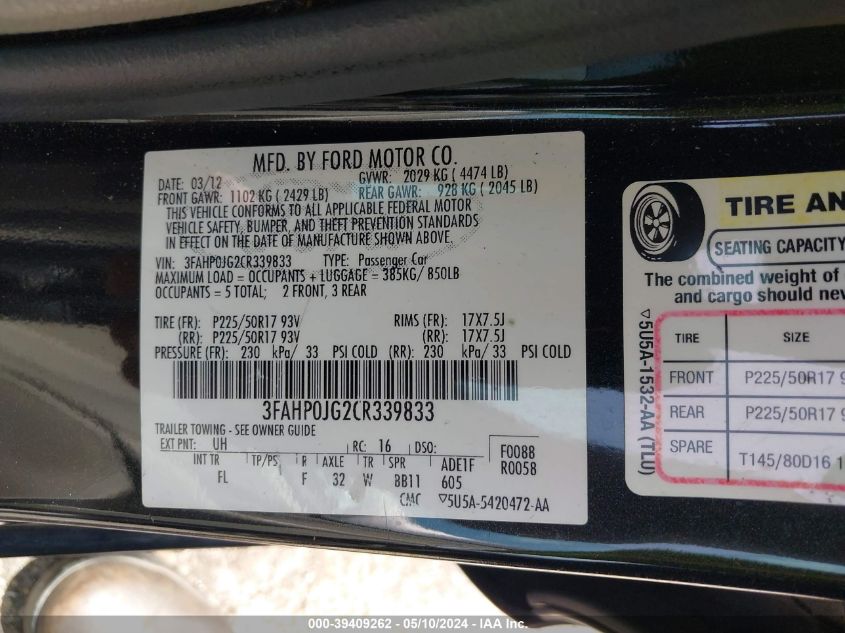 MFD. BY FORD MOTOR CO.
DATE: 03/12 GVWR: 2029 KG ( 4474 LB)
FRONT GAWR: 1102 KG ( 2429 LB) REAR GAWR: 928 KG ( 2045 LB)
THIS VEHICLE CONFORMS TO ALL APPLICABLE FEDERAL MOTOR
VEHICLE SAFETY, BUMPER, AND THEFT PREVENTION STANDARDS
IN EFFECT ON THE DATE OF MANUFACTURE SHOWN ABOVE.
VIN: 3FAHP0JG2CR339833 TYPE: Passenger Car
MAXIMUM LOAD = OCCUPANTS + LUGGAGE = 385KG/ 850LB
OCCUPANTS = 5 TOTAL; 2 FRONT, 3 REAR
TIRE (FR): P225/50R17 93V RIMS (FR): 17X7.5J
(RR): P225/50R17 93V (RR): 17X7.5J
PRESSURE (FR): 230 kPa/ 33 PSI COLD (RR): 230 kPa/ 33 PSI COLD
3FAHP0JG2CR339833
TRAILER TOWING - SEE OWNER GUIDE
EXT PNT: UH RC: 16 DSO: F008B
R0058
INT TR TP/PS R AXLE TR SPR ADE1F
FL F 32 W BB11 605
CMC ▽5U5A-5420472-AA
TIRE AN
SEATING CAPACITY
The combined weight of
and cargo should nev
▽5U5A-1532-AA (TLU)
TIRE SIZE
FRONT P225/50R17 9
REAR P225/50R17 9
SPARE T145/80D16 1
000-39409262 - 05/10/2024 - IAA Inc.